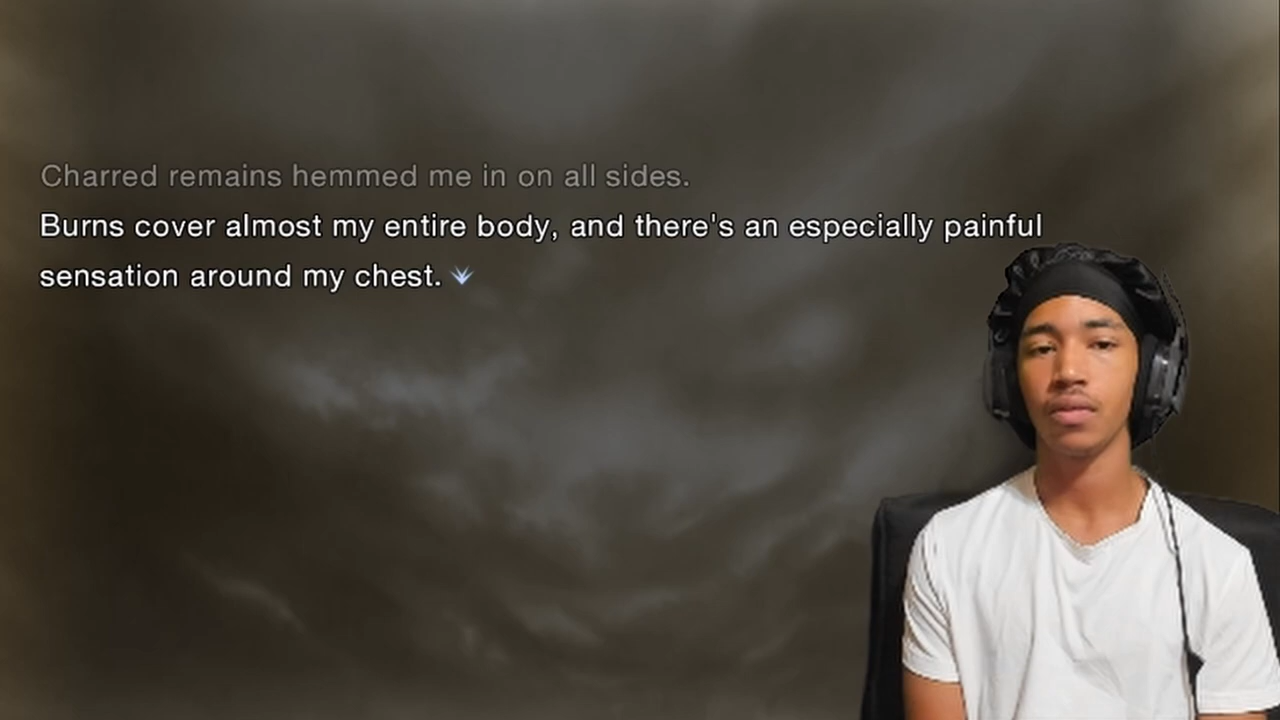 Charred remains hemmed me in on all sides.
Burns cover almost my entire body, and there's an especially painful
sensation around my chest.